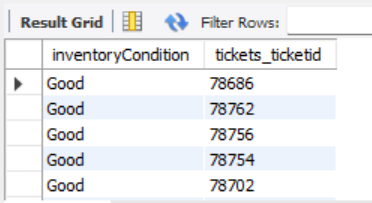 Result Grid Filter Rows:
inventoryCondition tickets_ticketid
Good 78686
Good 78762
Good 78756
Good 78754
Good 78702